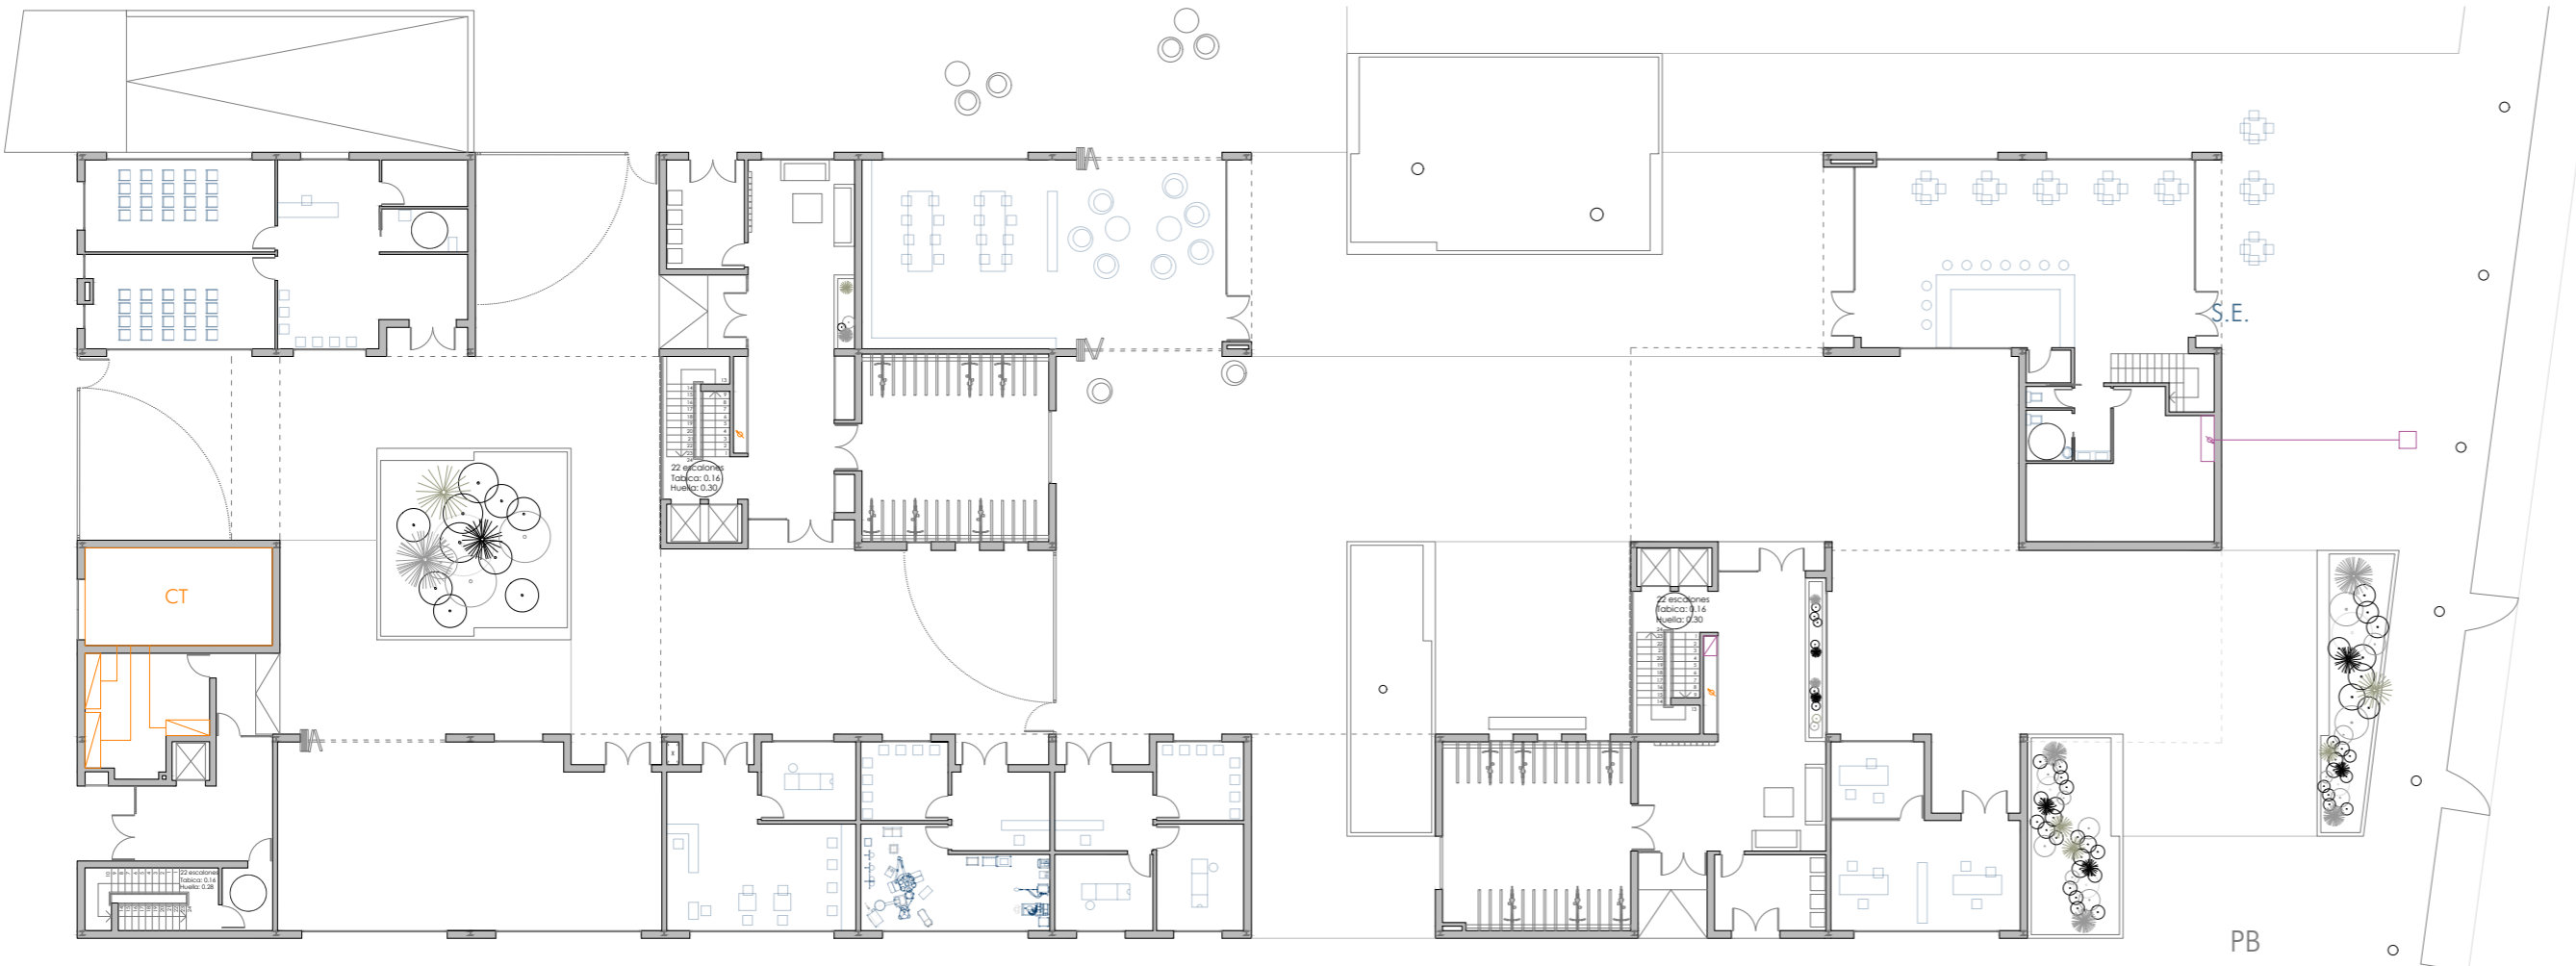 S.E.
22 escalones
Tabica: 0.16
Huella: 0.30
CT
22 escalones
Tabica: 0.16
Huella: 0.30
22 escalones
Tabica: 0.16
Huella: 0.28
PB